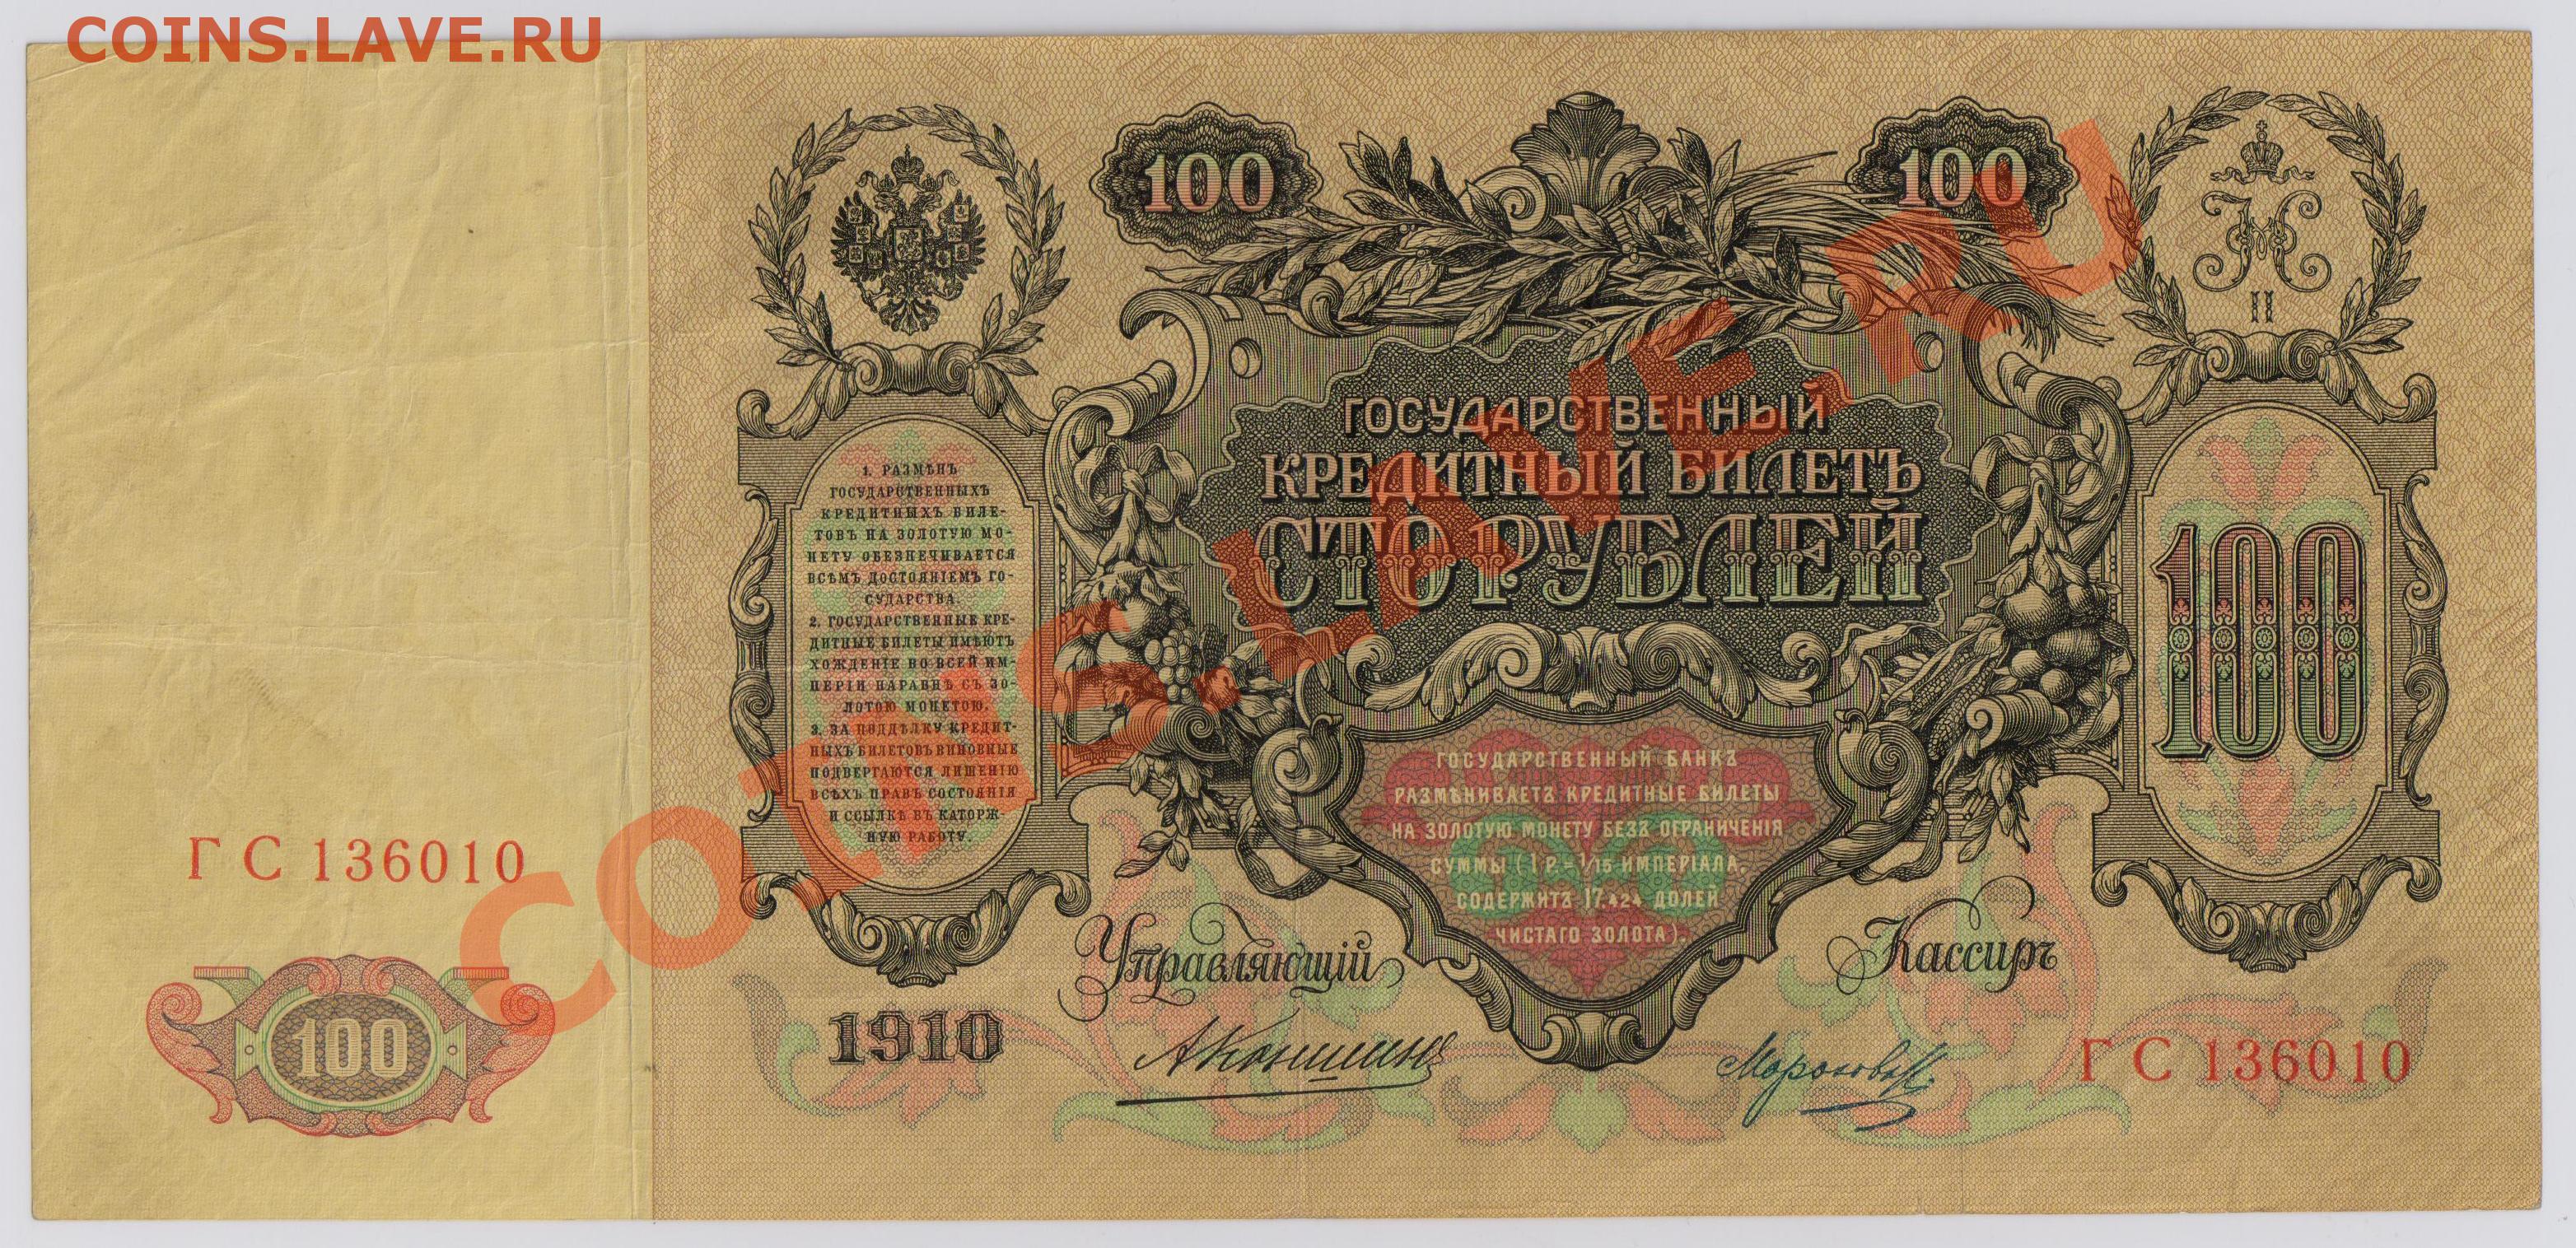 COINS.LAVE.RU
100
100
II
ГОСУДАРСТВЕННЫЙ
КРЕДИТНЫЙ БИЛЕТЪ
СТО РУБЛЕЙ
1. РАЗМѢНЪ
ГОСУДАРСТВЕННЫХЪ
КРЕДИТНЫХЪ БИЛЕ-
ТОВЪ НА ЗОЛОТУЮ МО-
НЕТУ ОБЕЗПЕЧИВАЕТСЯ
ВСѢМЪ ДОСТОЯНІЕМЪ ГО-
СУДАРСТВА.
2. ГОСУДАРСТВЕННЫЕ КРЕ-
ДИТНЫЕ БИЛЕТЫ ИМѢЮТЪ
ХОЖДЕНІЕ ВО ВСЕЙ ИМ-
ПЕРІИ НАРАВНѢ СЪ ЗО-
ЛОТОЮ МОНЕТОЮ.
3. ЗА ПОДДѢЛКУ КРЕДИТ-
НЫХЪ БИЛЕТОВЪ ВИНОВНЫЕ
ПОДВЕРГАЮТСЯ ЛИШЕНІЮ
ВСѢХЪ ПРАВЪ СОСТОЯНІЯ
И ССЫЛКѢ ВЪ КАТОРЖ-
НУЮ РАБОТУ.
100
ГОСУДАРСТВЕННЫЙ БАНКЪ
РАЗМѢНИВАЕТЪ КРЕДИТНЫЕ БИЛЕТЫ
НА ЗОЛОТУЮ МОНЕТУ БЕЗЪ ОГРАНИЧЕНІЯ
СУММЫ (1 Р.= 1/15 ИМПЕРІАЛА,
СОДЕРЖИТЪ 17,424 ДОЛЕЙ
ЧИСТАГО ЗОЛОТА).
ГС 136010
100
1910
Управляющій
АКоншинъ
Кассиръ
ГС 136010
COINS.LAVE.RU